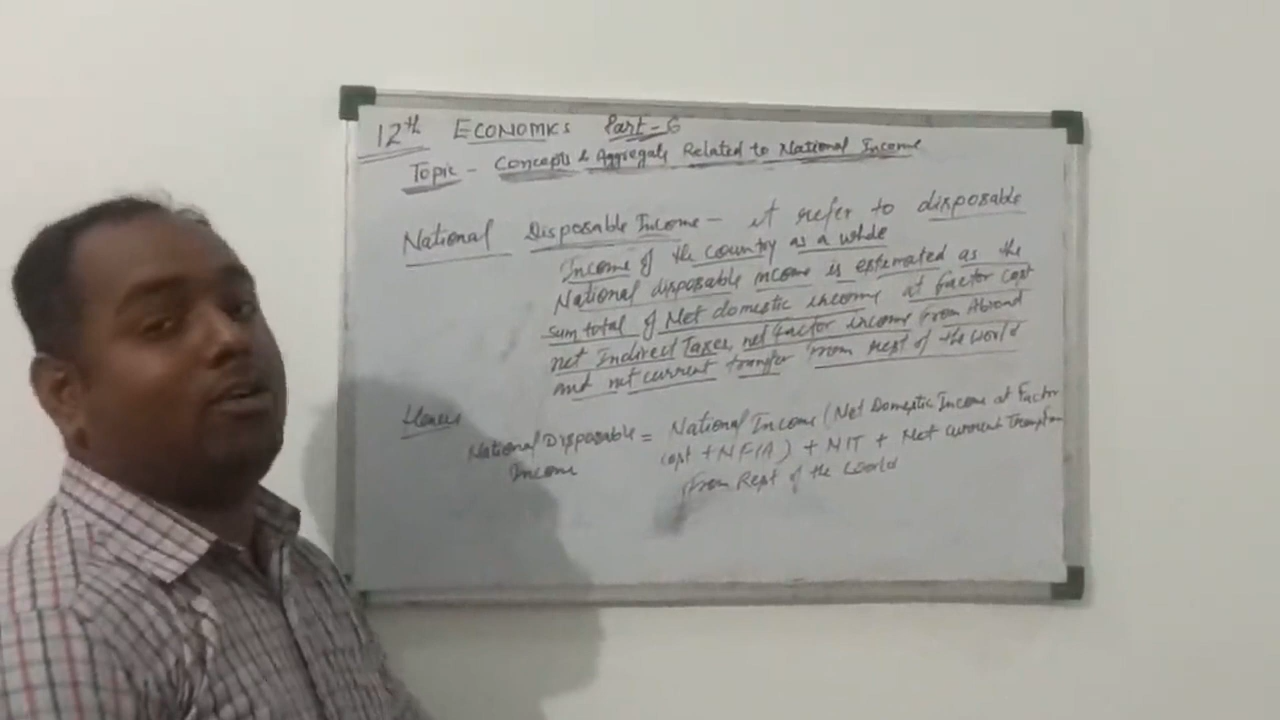 12th ECONOMICS Part-6
Topic - Concepts & Aggregats Related to National Income
National Disposable Income - it refer to disposable
Income of the country as a whole
National disposable income is estemated as the
sum total of Net domestic income at factor cost
net Indirect Taxes, net factor income from Abroad
and net current transfer from rest of the world
Hence
National Disposable Income = National Income (Net Domestic Income at Factor
cost + NFIA) + NIT + Net current Transfer
from Rest of the World